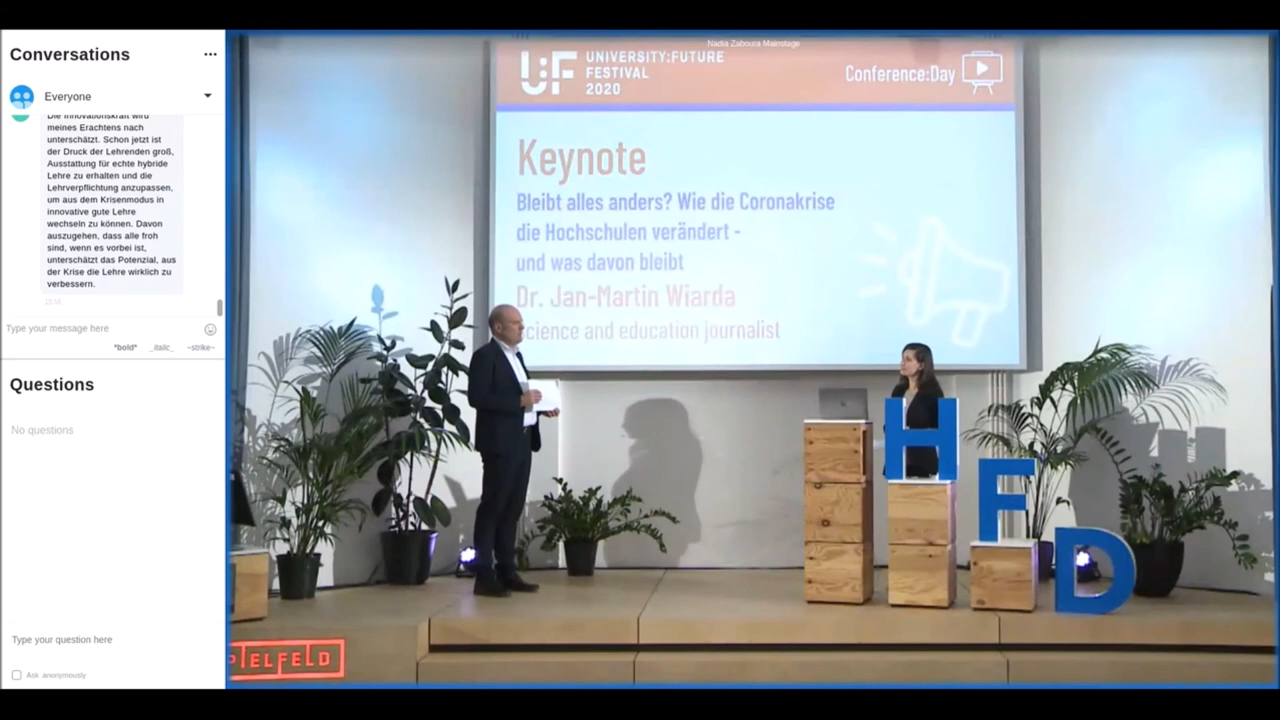 Conversations
Everyone
Die Innovationskraft wird
meines Erachtens nach
unterschätzt. Schon jetzt ist
der Druck der Lehrenden groß,
Ausstattung für echte hybride
Lehre zu erhalten und die
Lehrverpflichtung anzupassen,
um aus dem Krisenmodus in
innovative gute Lehre
wechseln zu können. Davon
auszugehen, dass alle froh
sind, wenn es vorbei ist,
unterschätzt das Potenzial, aus
der Krise die Lehre wirklich zu
verbessern.
Type your message here
*bold* _italic_ ~strike~
Questions
No questions
Type your question here
Ask anonymously
Nadia Zaboura Mainstage
U:F UNIVERSITY:FUTURE
FESTIVAL
2020
Conference:Day
Keynote
Bleibt alles anders? Wie die Coronakrise
die Hochschulen verändert -
und was davon bleibt
Dr. Jan-Martin Wiarda
science and education journalist
H
F
D
PTELFELD